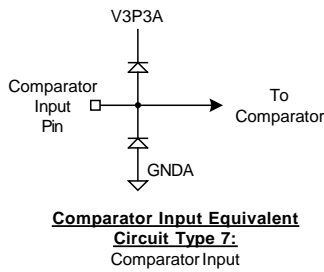 V3P3A
Comparator
Input
Pin
To
Comparator
GNDA
Comparator Input Equivalent
Circuit Type 7:
Comparator Input